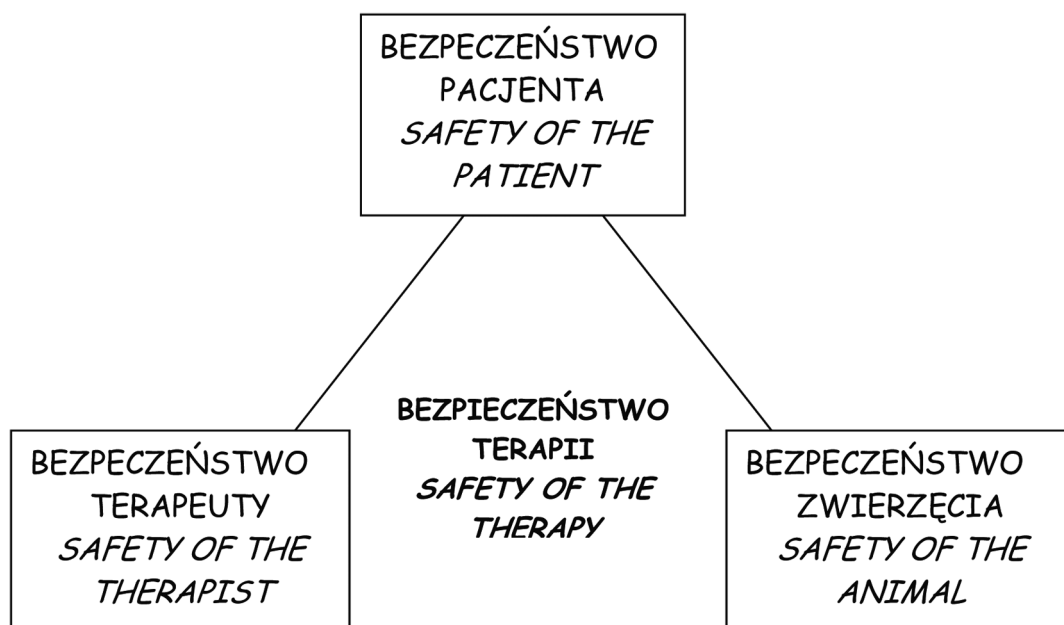 BEZPECZEŃSTWO
PACJENTA
SAFETY OF THE
PATIENT
BEZPIECZEŃSTWO
TERAPII
SAFETY OF THE
THERAPY
BEZPECZEŃSTWO
TERAPEUTY
SAFETY OF THE
THERAPIST
BEZPECZEŃSTWO
ZWIERZĘCIA
SAFETY OF THE
ANIMAL